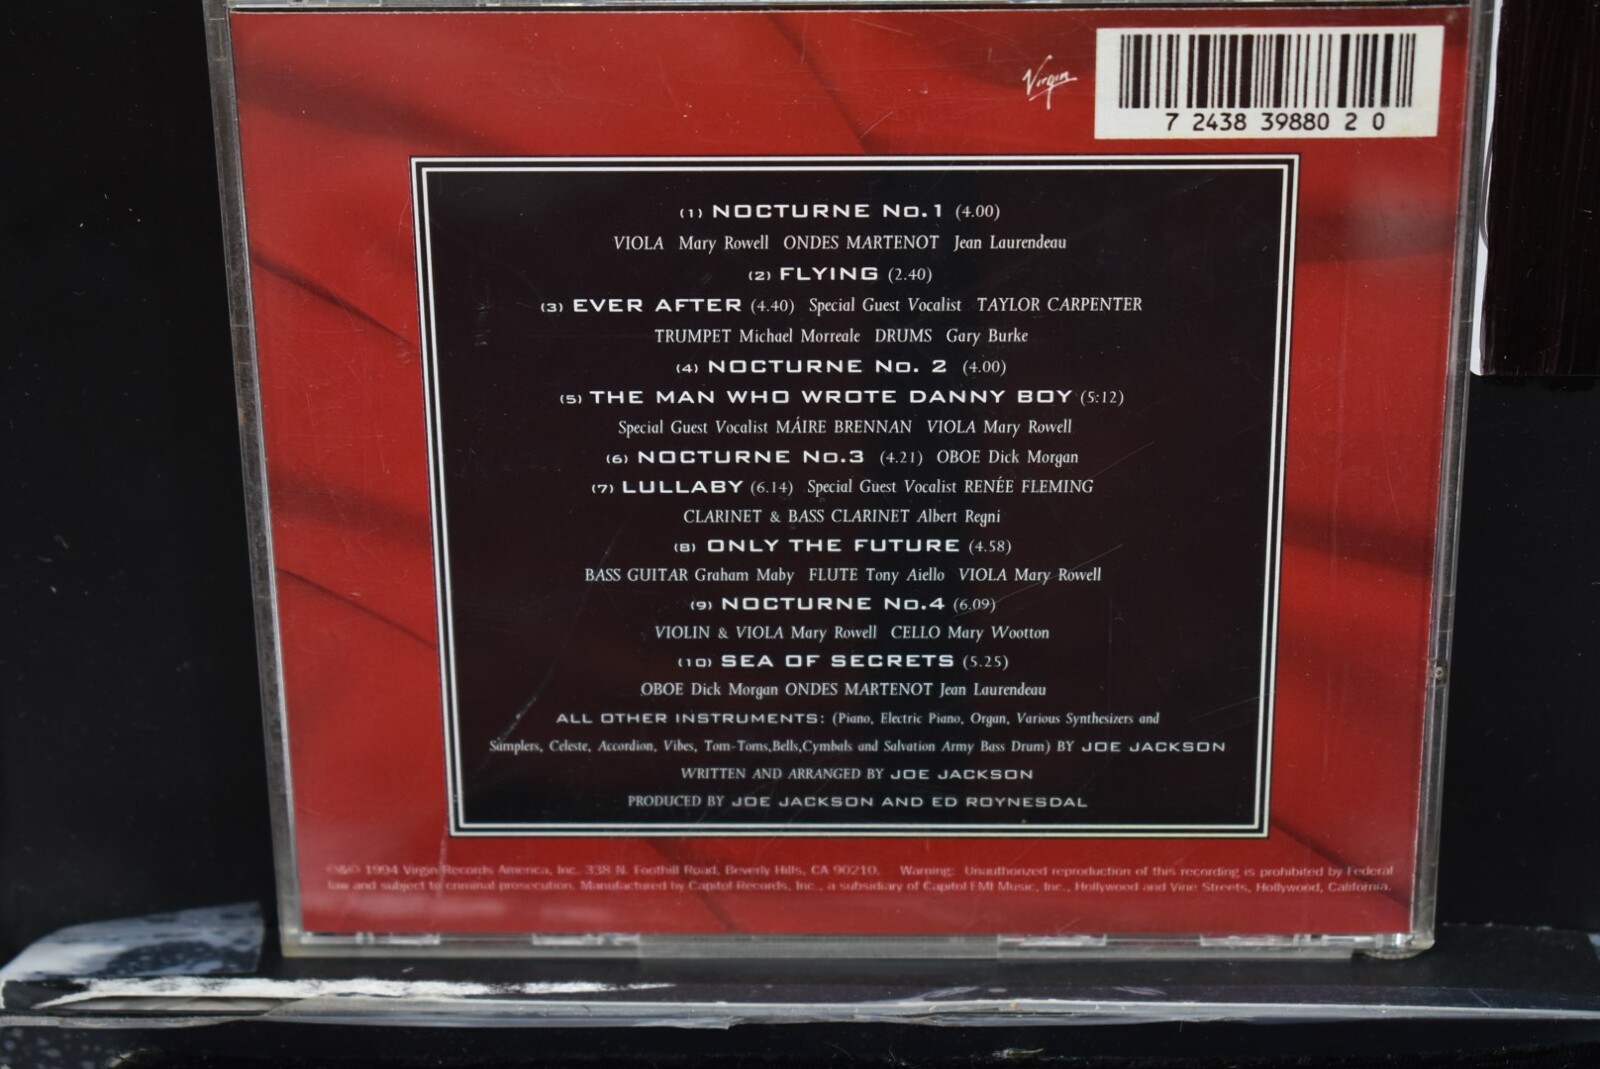 Virgin
7 2438 39880 2 0
(1) NOCTURNE No.1 (4.00)
VIOLA Mary Rowell ONDES MARTENOT Jean Laurendeau
(2) FLYING (2.40)
(3) EVER AFTER (4.40) Special Guest Vocalist TAYLOR CARPENTER
TRUMPET Michael Morreale DRUMS Gary Burke
(4) NOCTURNE No. 2 (4.00)
(5) THE MAN WHO WROTE DANNY BOY (5:12)
Special Guest Vocalist MÁIRE BRENNAN VIOLA Mary Rowell
(6) NOCTURNE No.3 (4.21) OBOE Dick Morgan
(7) LULLABY (6.14) Special Guest Vocalist RENÉE FLEMING
CLARINET & BASS CLARINET Albert Regni
(8) ONLY THE FUTURE (4.58)
BASS GUITAR Graham Maby FLUTE Tony Aiello VIOLA Mary Rowell
(9) NOCTURNE No.4 (6.09)
VIOLIN & VIOLA Mary Rowell CELLO Mary Wootton
(10) SEA OF SECRETS (5.25)
OBOE Dick Morgan ONDES MARTENOT Jean Laurendeau
ALL OTHER INSTRUMENTS: (Piano, Electric Piano, Organ, Various Synthesizers and
Samplers, Celeste, Accordion, Vibes, Tom-Toms,Bells,Cymbals and Salvation Army Bass Drum) BY JOE JACKSON
WRITTEN AND ARRANGED BY JOE JACKSON
PRODUCED BY JOE JACKSON AND ED ROYNESDAL
℗&© 1994 Virgin Records America, Inc. 338 N. Foothill Road, Beverly Hills, CA 90210. Warning: Unauthorized reproduction of this recording is prohibited by Federal
law and subject to criminal prosecution. Manufactured by Capitol Records, Inc., a subsidiary of Capitol-EMI Music, Inc., Hollywood and Vine Streets, Hollywood, California.